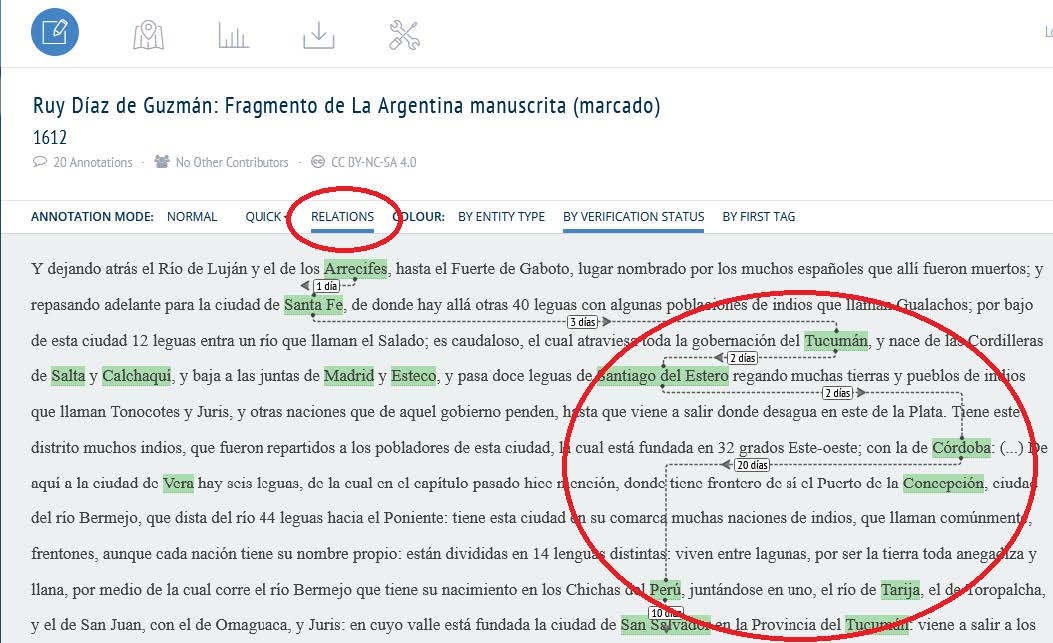 Lo
Ruy Díaz de Guzmán: Fragmento de La Argentina manuscrita (marcado)
1612
20 Annotations · No Other Contributors · CC BY-NC-SA 4.0
ANNOTATION MODE: NORMAL QUICK RELATIONS COLOUR: BY ENTITY TYPE BY VERIFICATION STATUS BY FIRST TAG
Y dejando atrás el Río de Luján y el de los Arrecifes, hasta el Fuerte de Gaboto, lugar nombrado por los muchos españoles que allí fueron muertos; y
1 día
repasando adelante para la ciudad de Santa Fe, de donde hay allá otras 40 leguas con algunas poblaciones de indios que llaman Gualachos; por bajo
3 días
de esta ciudad 12 leguas entra un río que llaman el Salado; es caudaloso, el cual atraviesa toda la gobernación del Tucumán, y nace de las Cordilleras
2 días
de Salta y Calchaquí, y baja a las juntas de Madrid y Esteco, y pasa doce leguas de Santiago del Estero regando muchas tierras y pueblos de indios
2 días
que llaman Tonocotes y Juris, y otras naciones que de aquel gobierno penden, hasta que viene a salir donde desagua en este de la Plata. Tiene este
distrito muchos indios, que fueron repartidos a los pobladores de esta ciudad, la cual está fundada en 32 grados Este-oeste; con la de Córdoba: (...) De
20 días
aquí a la ciudad de Vera hay seis leguas, de la cual en el capítulo pasado hice mención, donde tiene frontero de sí el Puerto de la Concepción, ciudad
del río Bermejo, que dista del río 44 leguas hacia el Poniente: tiene esta ciudad en su comarca muchas naciones de indios, que llaman comúnmente,
frentones, aunque cada nación tiene su nombre propio: están divididas en 14 lenguas distintas: viven entre lagunas, por ser la tierra toda anegadiza y
llana, por medio de la cual corre el río Bermejo que tiene su nacimiento en los Chichas del Perú, juntándose en uno, el río de Tarija, el de Toropalcha,
10 días
y el de San Juan, con el de Omaguaca, y Juris: en cuyo valle está fundada la ciudad de San Salvador en la Provincia del Tucumán: viene a salir a los